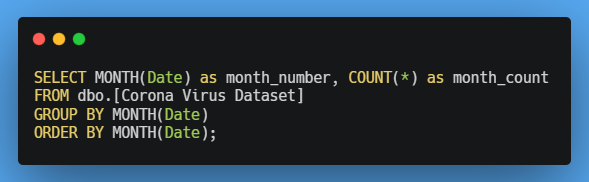 SELECT MONTH(Date) as month_number, COUNT(*) as month_count
FROM dbo.[Corona Virus Dataset]
GROUP BY MONTH(Date)
ORDER BY MONTH(Date);